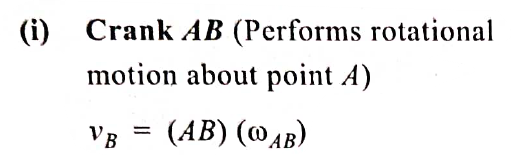 (i) Crank AB (Performs rotational
motion about point A)
v_B = (AB) (ω_AB)